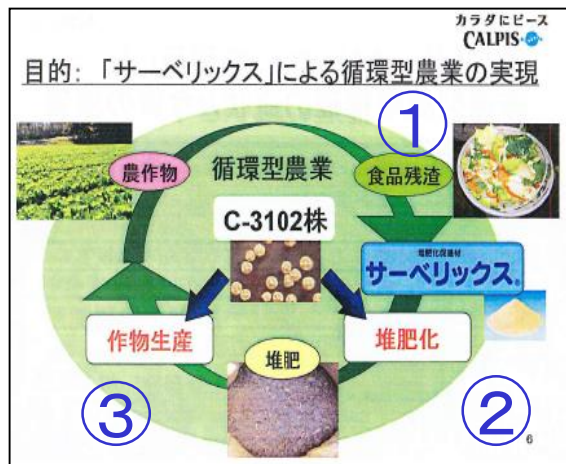 カラダにピース
CALPIS
目的: 「サーベリックス」による循環型農業の実現
①
農作物
循環型農業
食品残渣
C-3102株
堆肥化促進材
サーベリックス®
作物生産
堆肥
堆肥化
③
②
6